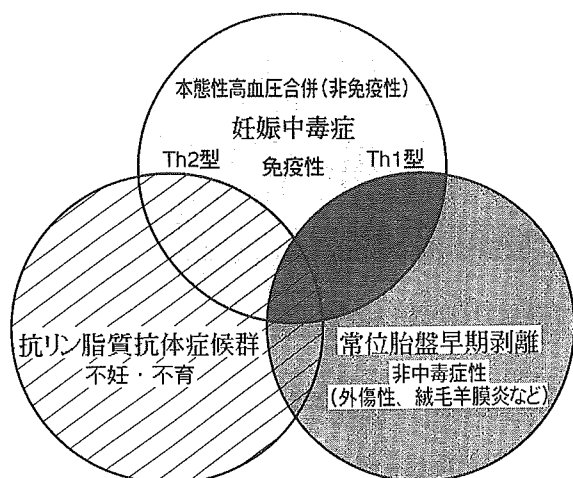 本態性高血圧合併(非免疫性)
妊娠中毒症
Th2型 免疫性 Th1型
抗リン脂質抗体症候群
不妊・不育
常位胎盤早期剥離
非中毒症性
(外傷性、絨毛羊膜炎など)